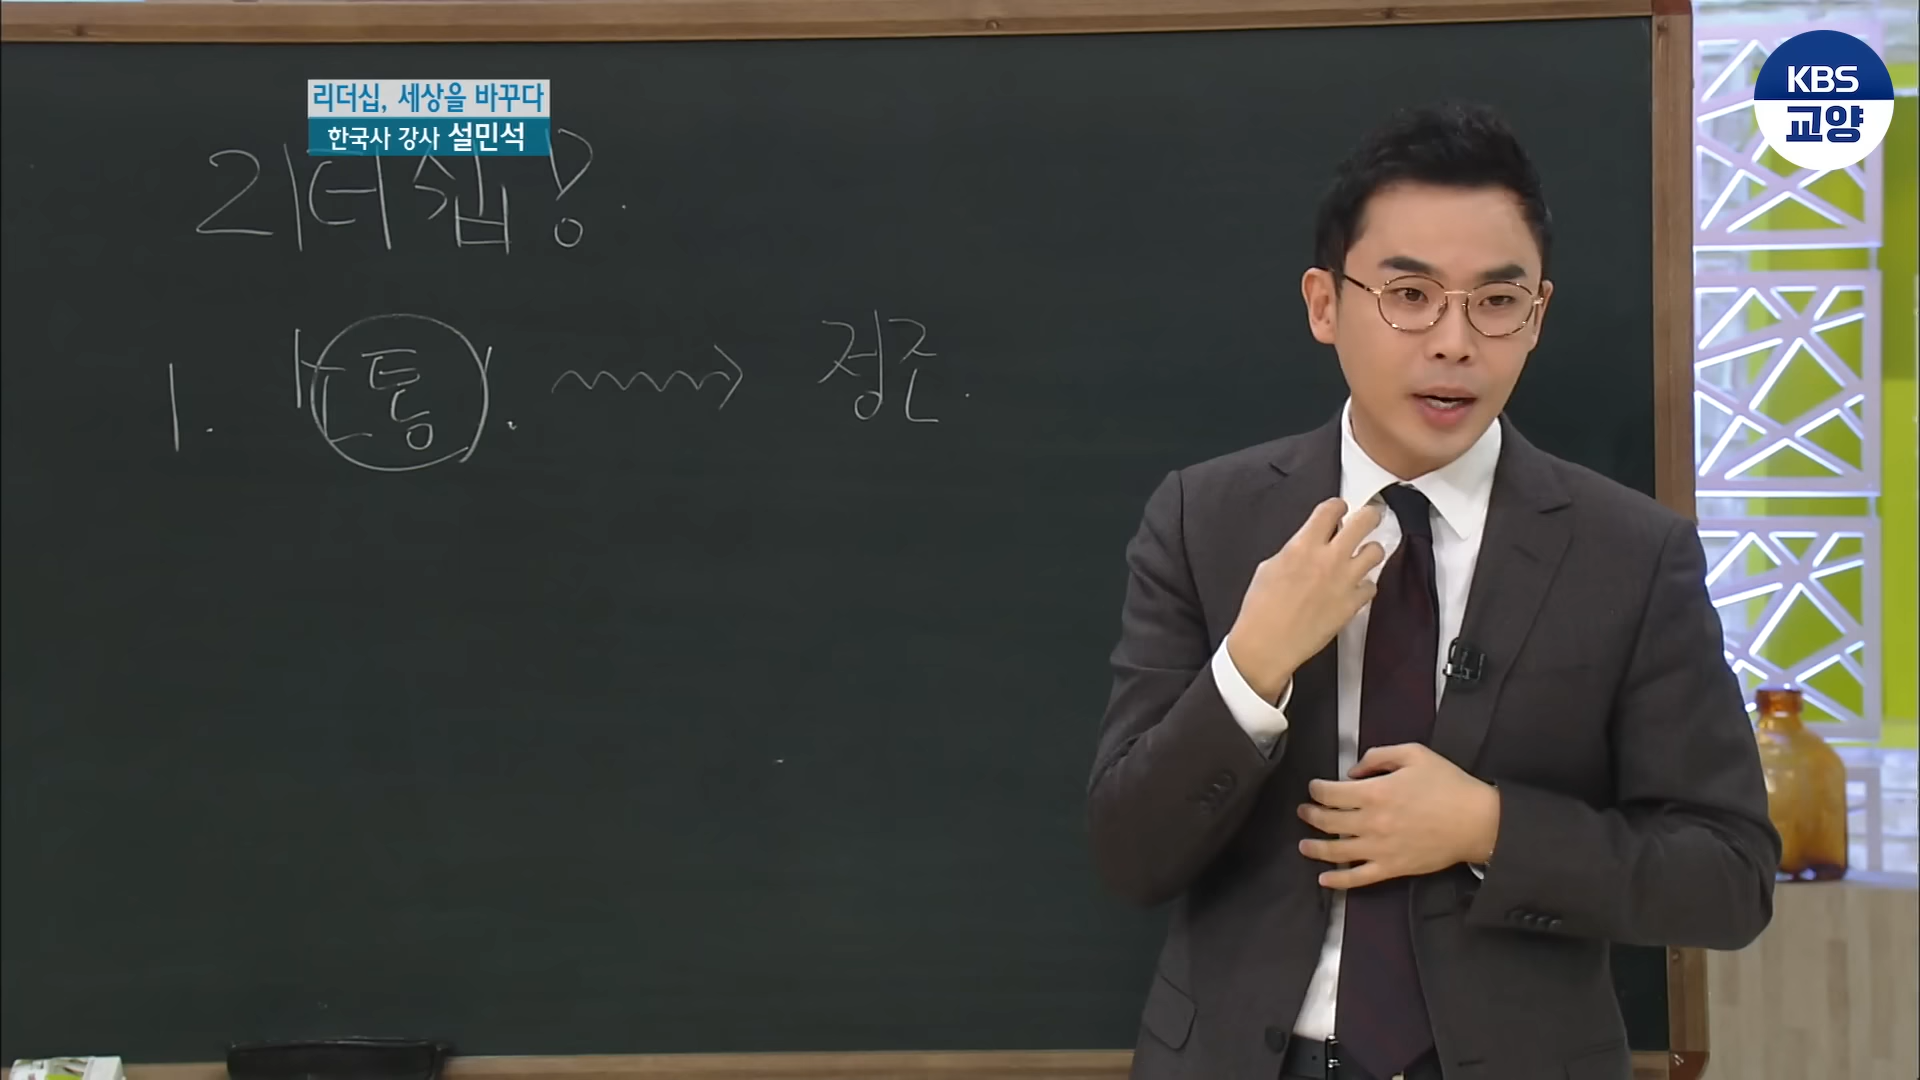 리더십, 세상을 바꾸다
한국사 강사 설민석
KBS
교양
리더십!
1. 소통. 정조.